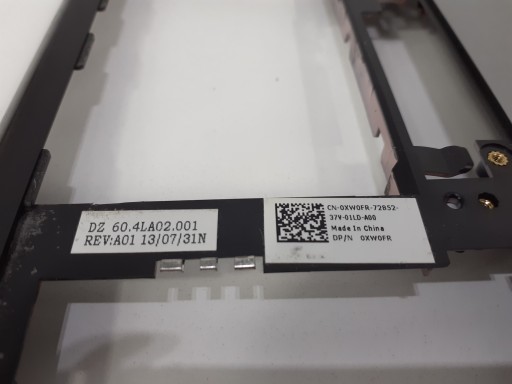 DZ 60.4LA02.001
REV:A01 13/07/31N
CN-0XW0FR-72852-
37V-01LD-A00
Made In China
DP/N 0XW0FR